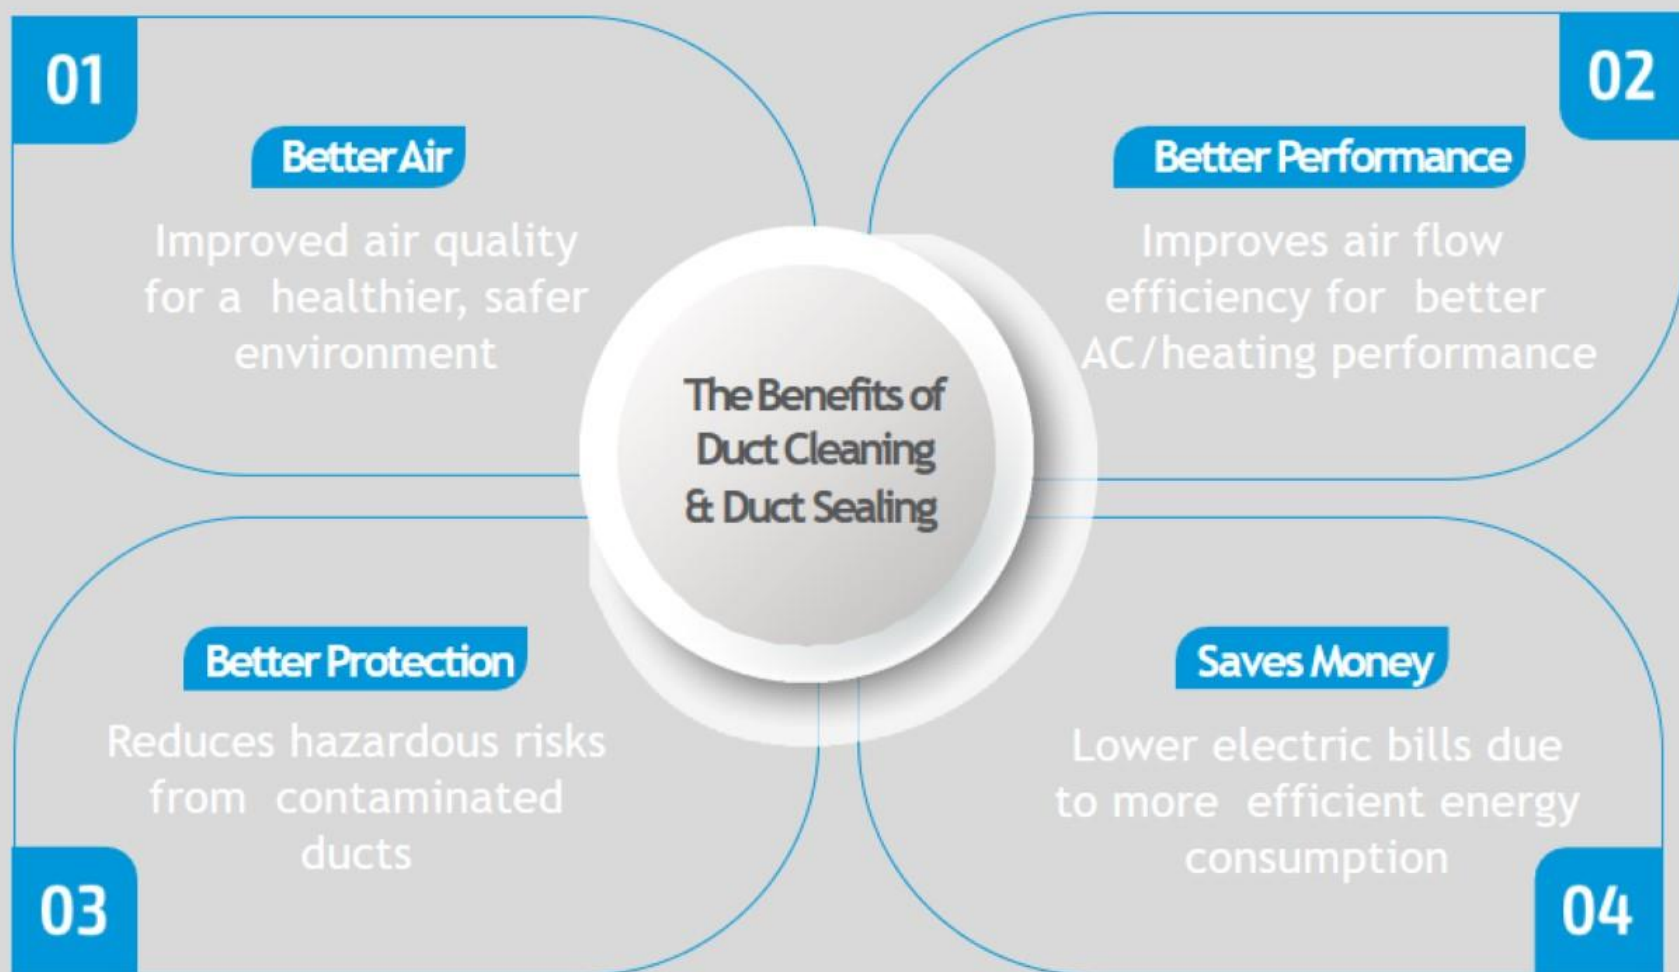 01
Better Air
Improved air quality
for a healthier, safer
environment
02
Better Performance
Improves air flow
efficiency for better
AC/heating performance
The Benefits of
Duct Cleaning
& Duct Sealing
Better Protection
Reduces hazardous risks
from contaminated
ducts
03
Saves Money
Lower electric bills due
to more efficient energy
consumption
04